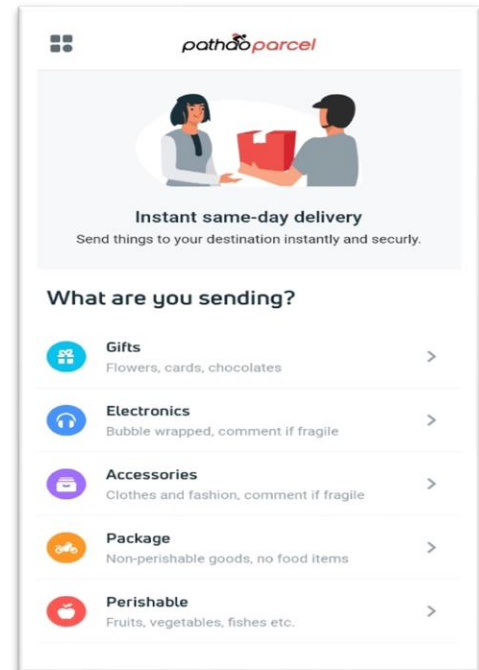 pathao parcel
Instant same-day delivery
Send things to your destination instantly and securly.
What are you sending?
Gifts
Flowers, cards, chocolates
Electronics
Bubble wrapped, comment if fragile
Accessories
Clothes and fashion, comment if fragile
Package
Non-perishable goods, no food items
Perishable
Fruits, vegetables, fishes etc.